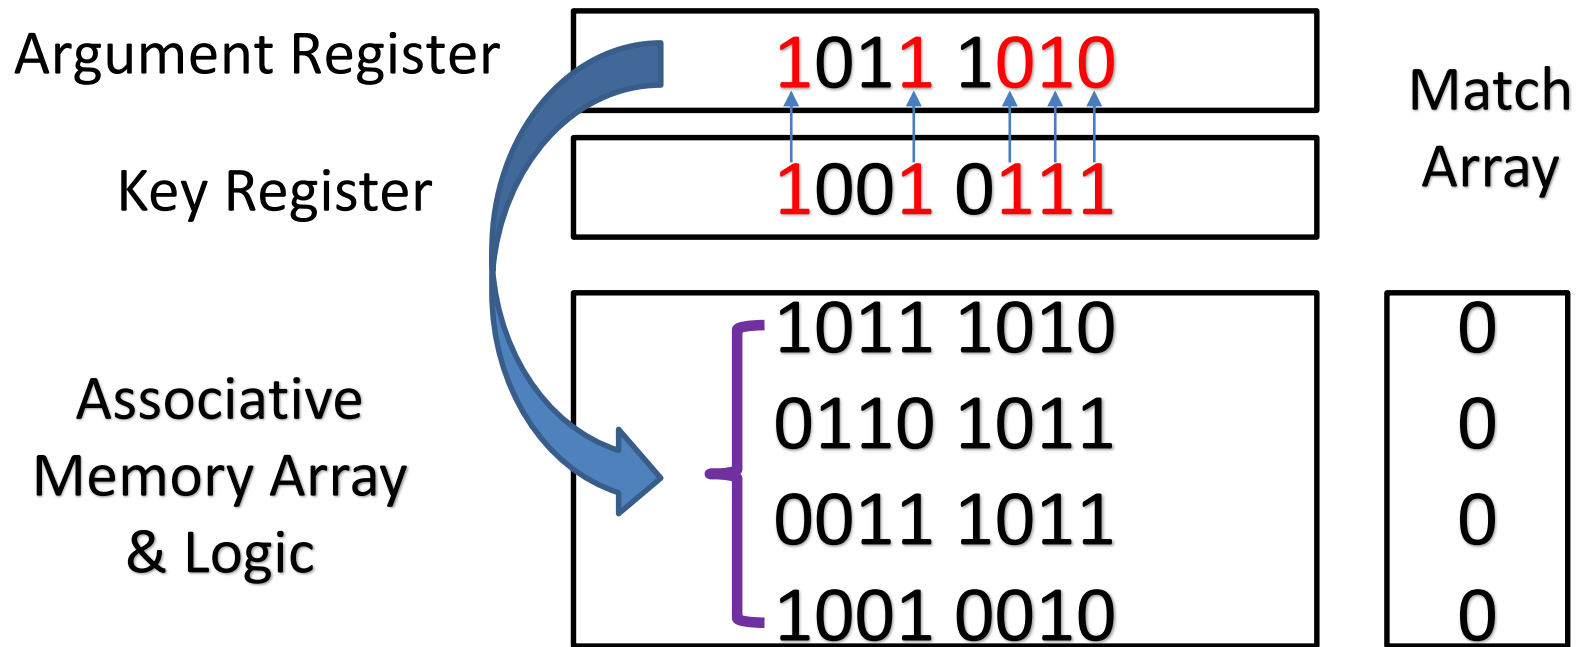 Argument Register
1011 1010
Match
Array
Key Register
1001 0111
Associative
Memory Array
& Logic
1011 1010
0
0110 1011
0
0011 1011
0
1001 0010
0